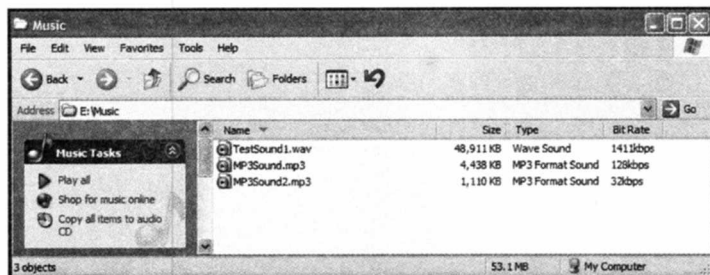 Music
File Edit View Favorites Tools Help
Back Search Folders
Address E:\Music Go
Name Size Type Bit Rate
Music Tasks
Play all
Shop for music online
Copy all items to audio
CD
TestSound1.wav 48,911 KB Wave Sound 1411kbps
MP3Sound.mp3 4,438 KB MP3 Format Sound 128kbps
MP3Sound2.mp3 1,110 KB MP3 Format Sound 32kbps
3 objects 53.1 MB My Computer